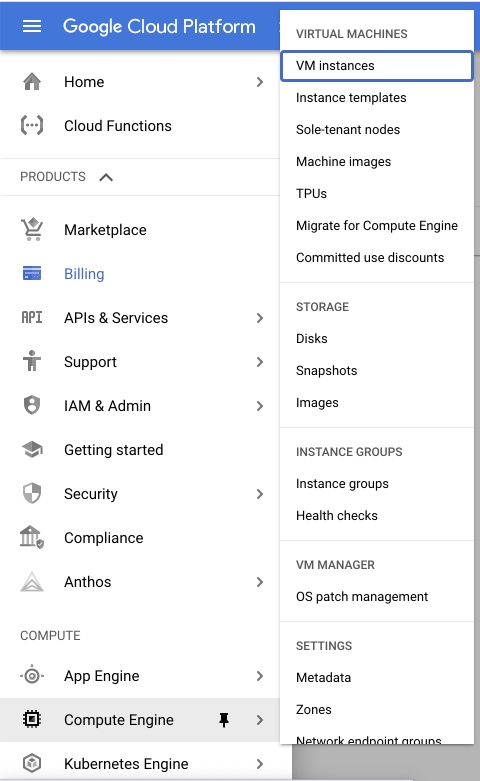 Google Cloud Platform
Home
Cloud Functions
PRODUCTS
Marketplace
Billing
API
APIs & Services
Support
IAM & Admin
Getting started
Security
Compliance
Anthos
COMPUTE
App Engine
Compute Engine
Kubernetes Engine
VIRTUAL MACHINES
VM instances
Instance templates
Sole-tenant nodes
Machine images
TPUs
Migrate for Compute Engine
Committed use discounts
STORAGE
Disks
Snapshots
Images
INSTANCE GROUPS
Instance groups
Health checks
VM MANAGER
OS patch management
SETTINGS
Metadata
Zones
Network endpoint groups